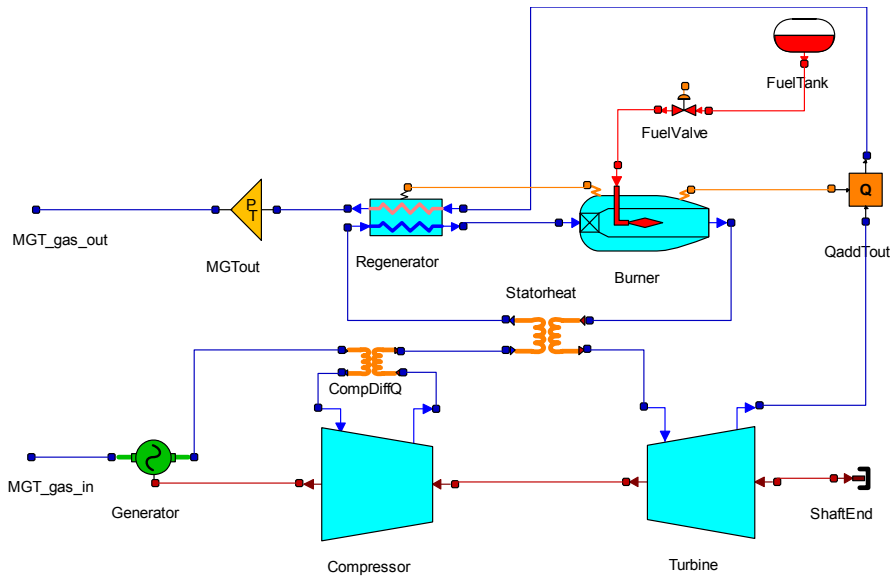 FuelTank
FuelValve
P
T
Q
MGT_gas_out
MGTout
Regenerator
Burner
QaddTout
Statorheat
CompDiffQ
MGT_gas_in
Generator
ShaftEnd
Compressor
Turbine